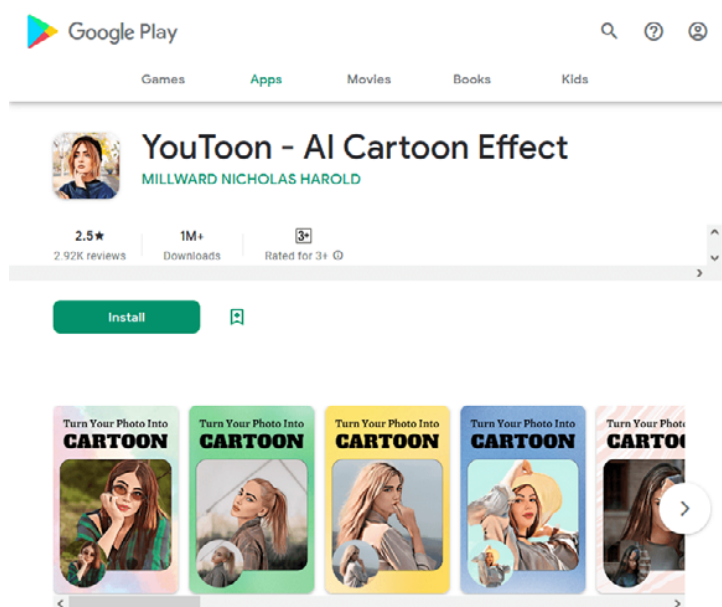 Google Play
Games Apps Movies Books Kids
YouToon - AI Cartoon Effect
MILLWARD NICHOLAS HAROLD
2.5★ 1M+ 3+
2.92K reviews Downloads Rated for 3+
Install
Turn Your Photo Into
CARTOON
Turn Your Photo Into
CARTOON
Turn Your Photo Into
CARTOON
Turn Your Photo Into
CARTOON
Turn Your Phot
CARTO